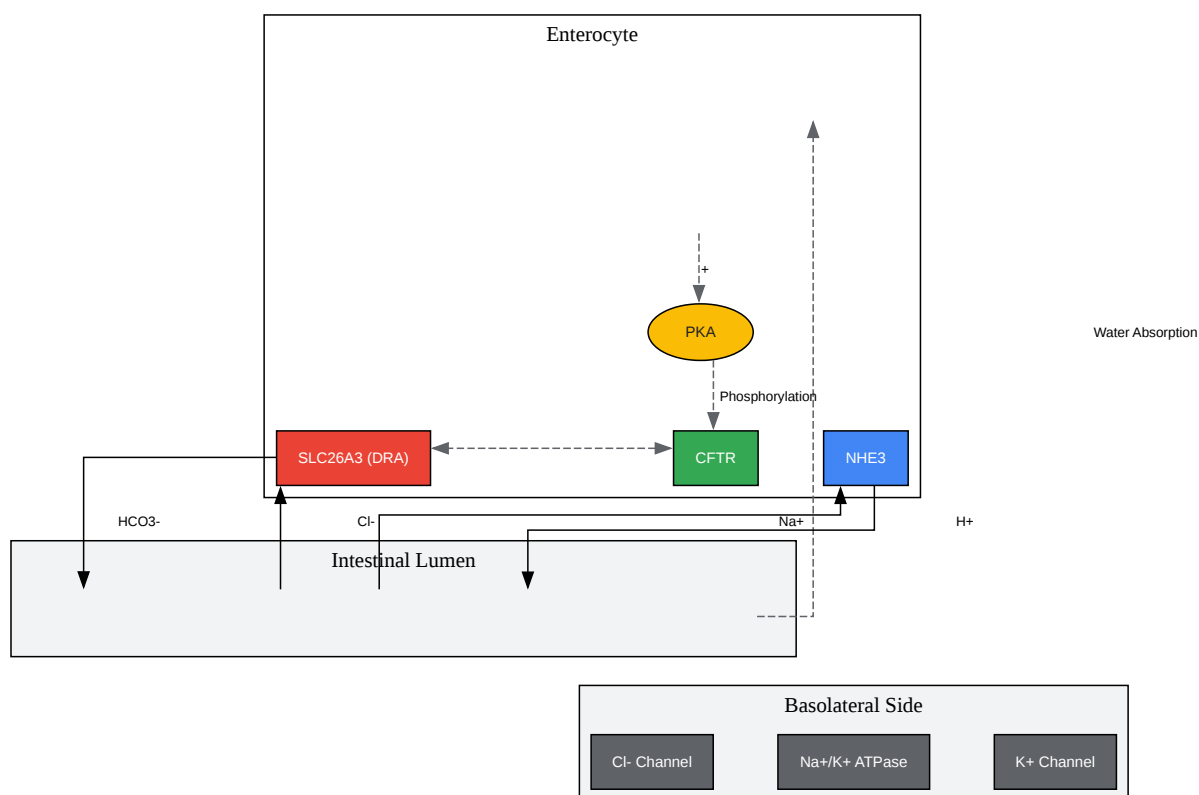 Enterocyte
+
PKA
Water Absorption
Phosphorylation
SLC26A3 (DRA)
CFTR
NHE3
HCO3-
Cl-
Na+
H+
Intestinal Lumen
Basolateral Side
Cl- Channel
Na+/K+ ATPase
K+ Channel